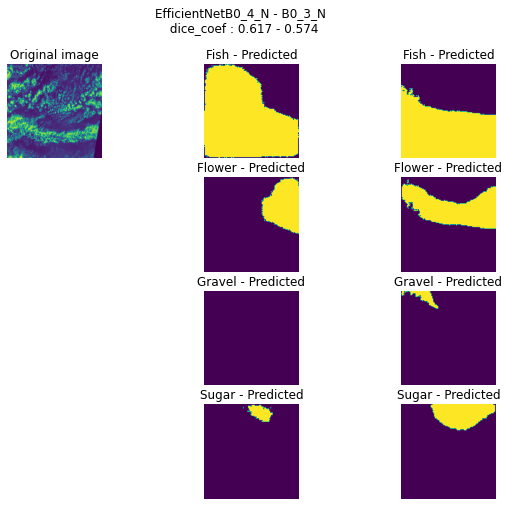 EfficientNetB0_4_N - B0_3_N
dice_coef : 0.617 - 0.574
Original image
Fish - Predicted
Fish - Predicted
Flower - Predicted
Flower - Predicted
Gravel - Predicted
Gravel - Predicted
Sugar - Predicted
Sugar - Predicted